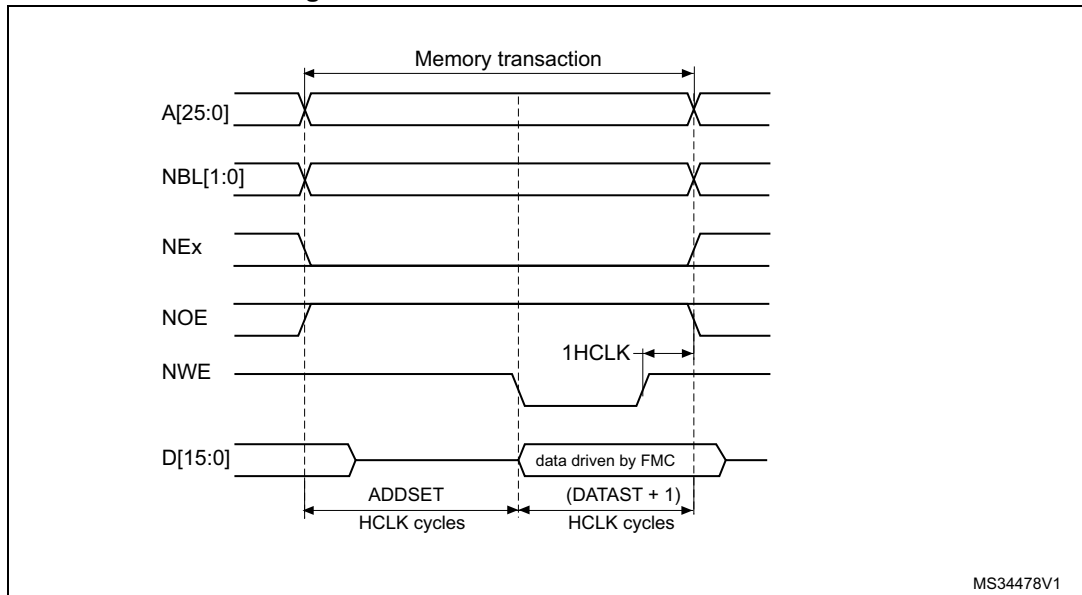 Memory transaction
A[25:0]
NBL[1:0]
NEx
NOE
1HCLK
NWE
D[15:0]
data driven by FMC
ADDSET
(DATAST + 1)
HCLK cycles
HCLK cycles
MS34478V1